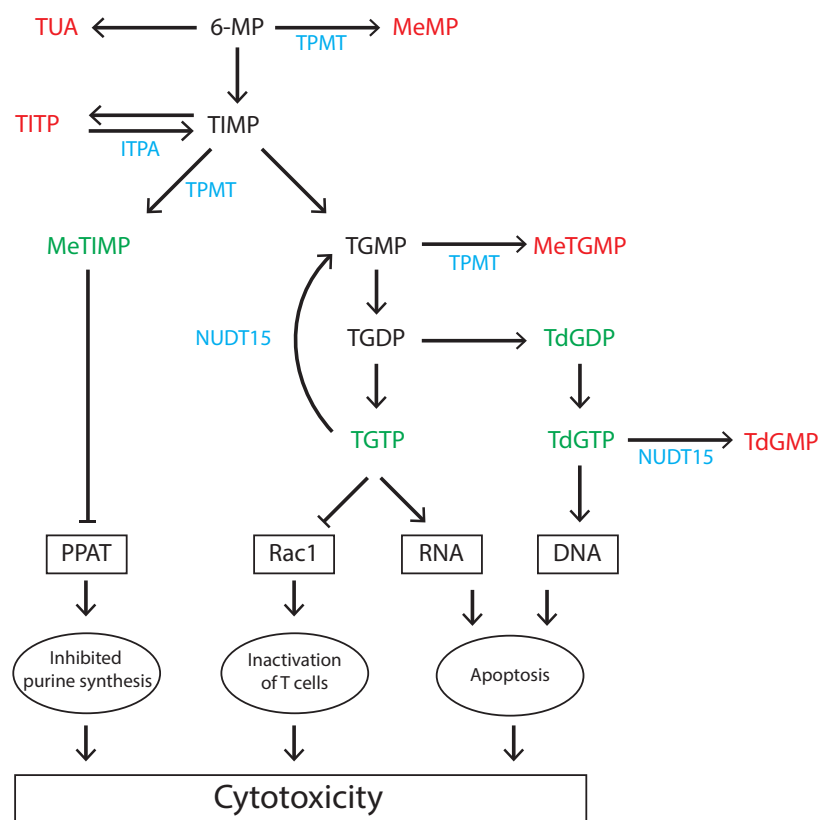 TUA
6-MP
TPMT
MeMP
TITP
TIMP
ITPA
TPMT
MeTIMP
TGMP
TPMT
MeTGMP
NUDT15
TGDP
TdGDP
TGTP
TdGTP
NUDT15
TdGMP
PPAT
Rac1
RNA
DNA
Inhibited
purine synthesis
Inactivation
of T cells
Apoptosis
Cytotoxicity